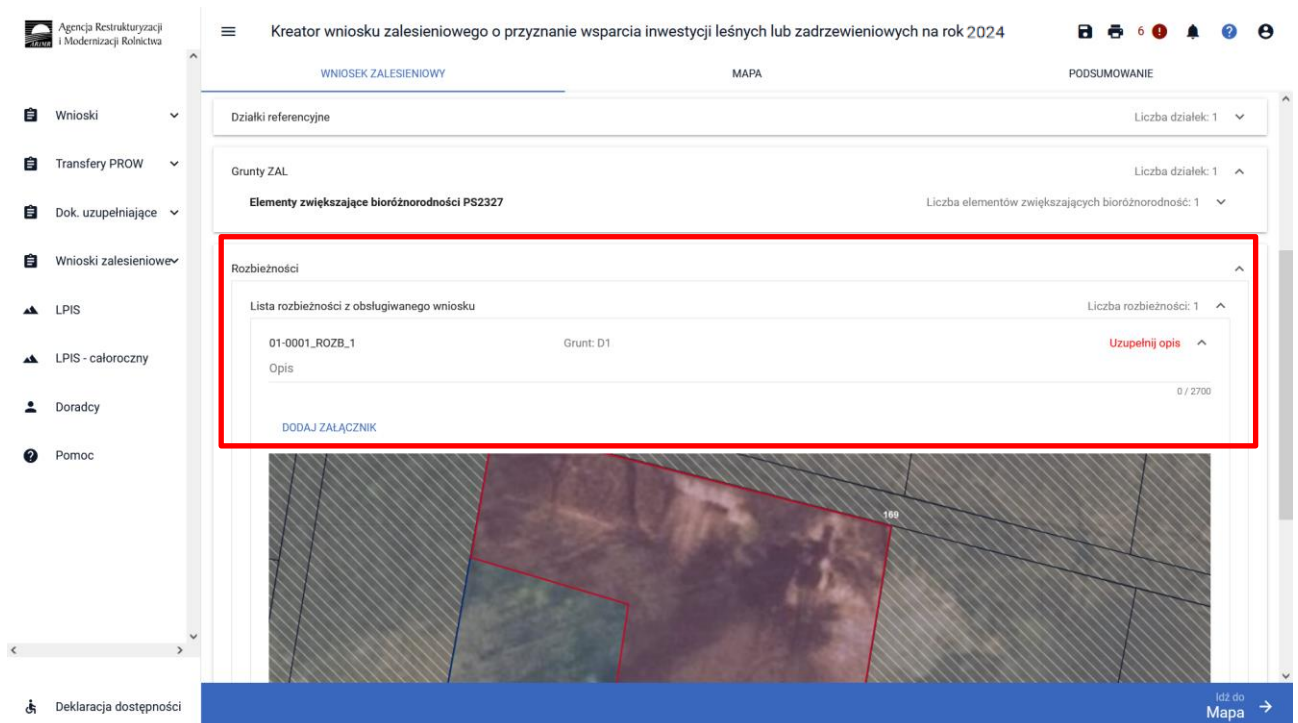 Agencja Restrukturyzacji
i Modernizacji Rolnictwa
ARiMR
Kreator wniosku zalesieniowego o przyznanie wsparcia inwestycji leśnych lub zadrzewieniowych na rok 2024
6
WNIOSEK ZALESIENIOWY
MAPA
PODSUMOWANIE
Wnioski
Transfery PROW
Dok. uzupełniające
Wnioski zalesieniowe
LPIS
LPIS - całoroczny
Doradcy
Pomoc
Deklaracja dostępności
Działki referencyjne
Liczba działek: 1
Grunty ZAL
Liczba działek: 1
Elementy zwiększające bioróżnorodności PS2327
Liczba elementów zwiększających bioróżnorodność: 1
Rozbieżności
Lista rozbieżności z obsługiwanego wniosku
Liczba rozbieżności: 1
01-0001_ROZB_1
Grunt: D1
Uzupełnij opis
Opis
0 / 2700
DODAJ ZAŁĄCZNIK
169
Idź do
Mapa